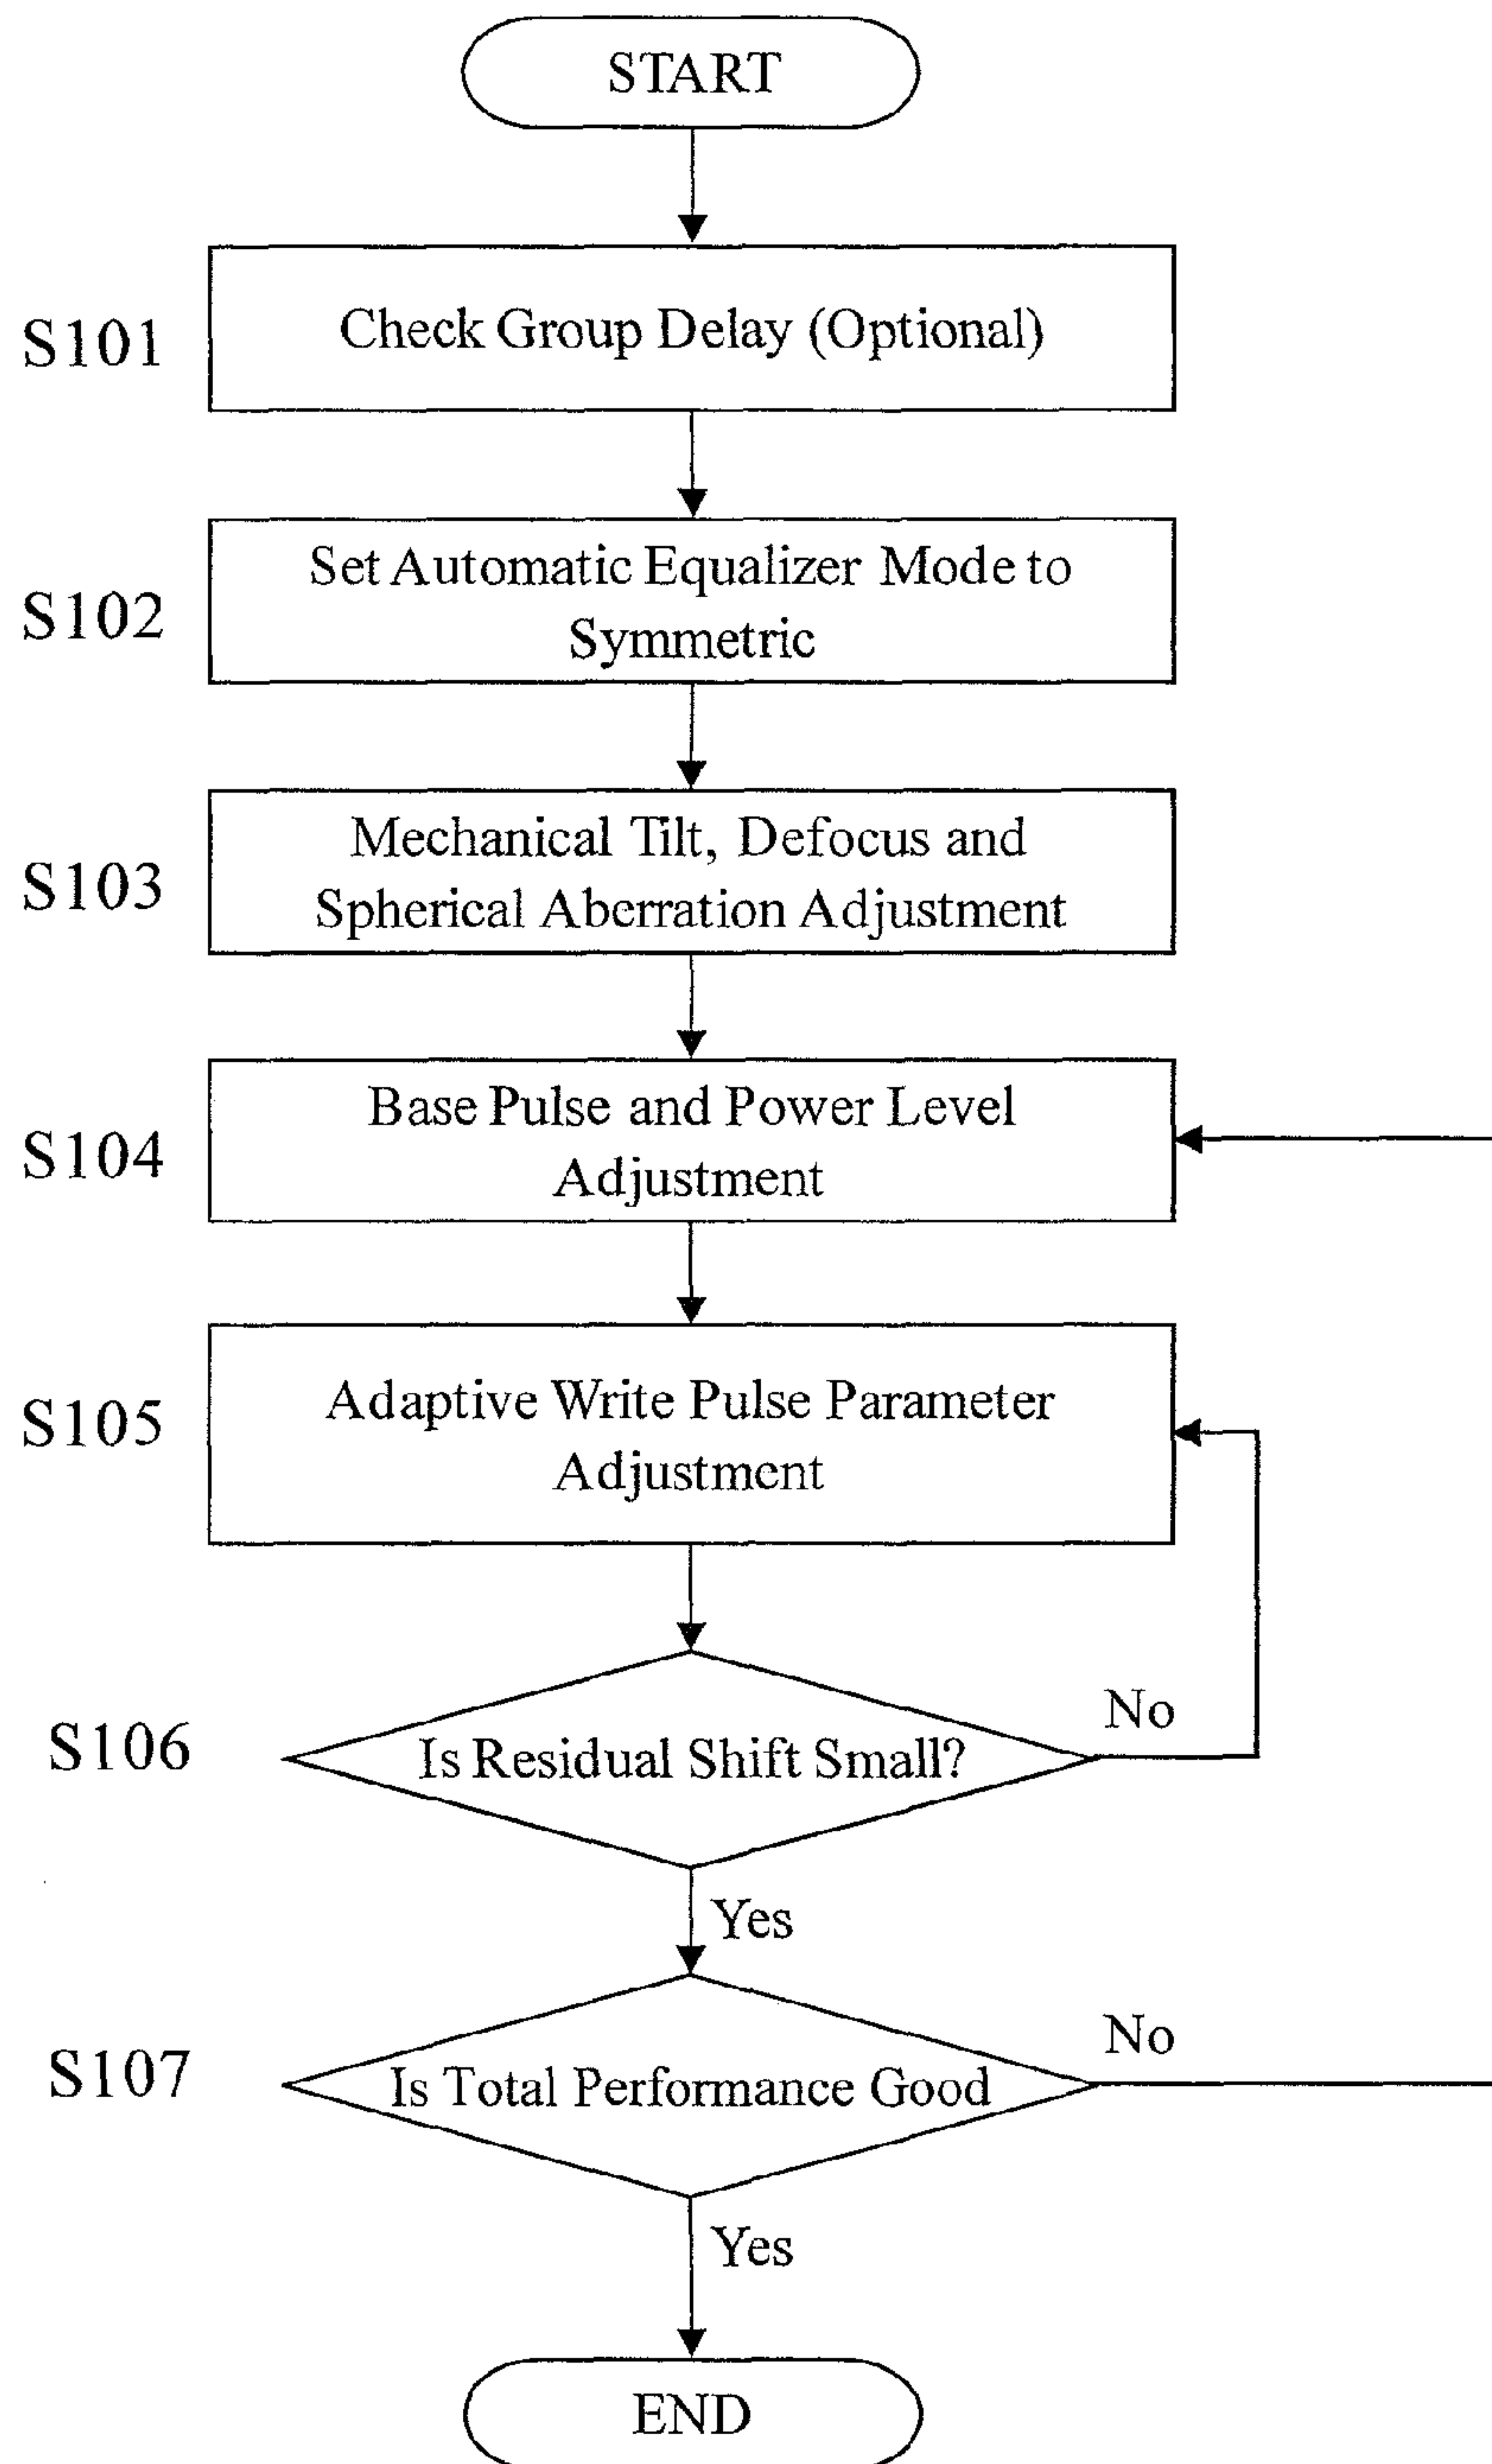 START
S101
Check Group Delay (Optional)
S102
Set Automatic Equalizer Mode to
Symmetric
S103
Mechanical Tilt, Defocus and
Spherical Aberration Adjustment
S104
Base Pulse and Power Level
Adjustment
S105
Adaptive Write Pulse Parameter
Adjustment
S106
Is Residual Shift Small?
No
Yes
S107
Is Total Performance Good
No
Yes
END